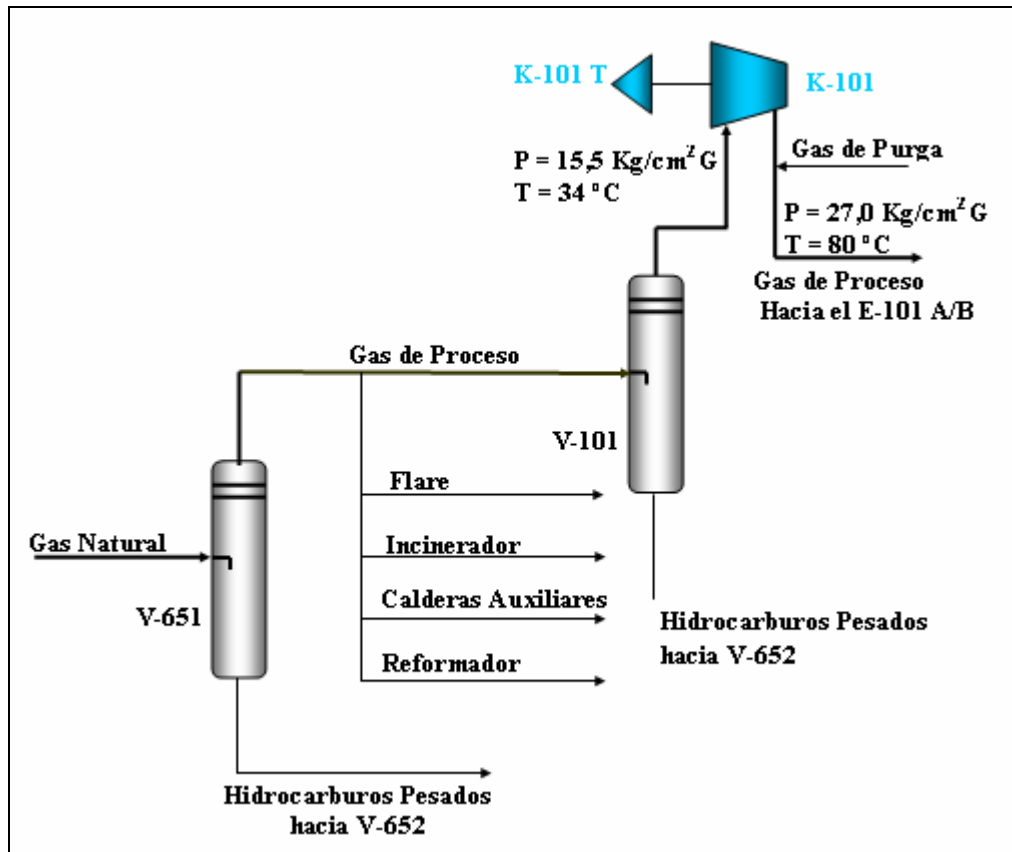 K-101 T
K-101
P = 15,5 Kg/cm² G
T = 34 ºC
Gas de Purga
P = 27,0 Kg/cm² G
T = 80 ºC
Gas de Proceso
Hacia el E-101 A/B
Gas de Proceso
V-101
Flare
Gas Natural
Incinerador
Calderas Auxiliares
V-651
Reformador
Hidrocarburos Pesados
hacia V-652
Hidrocarburos Pesados
hacia V-652